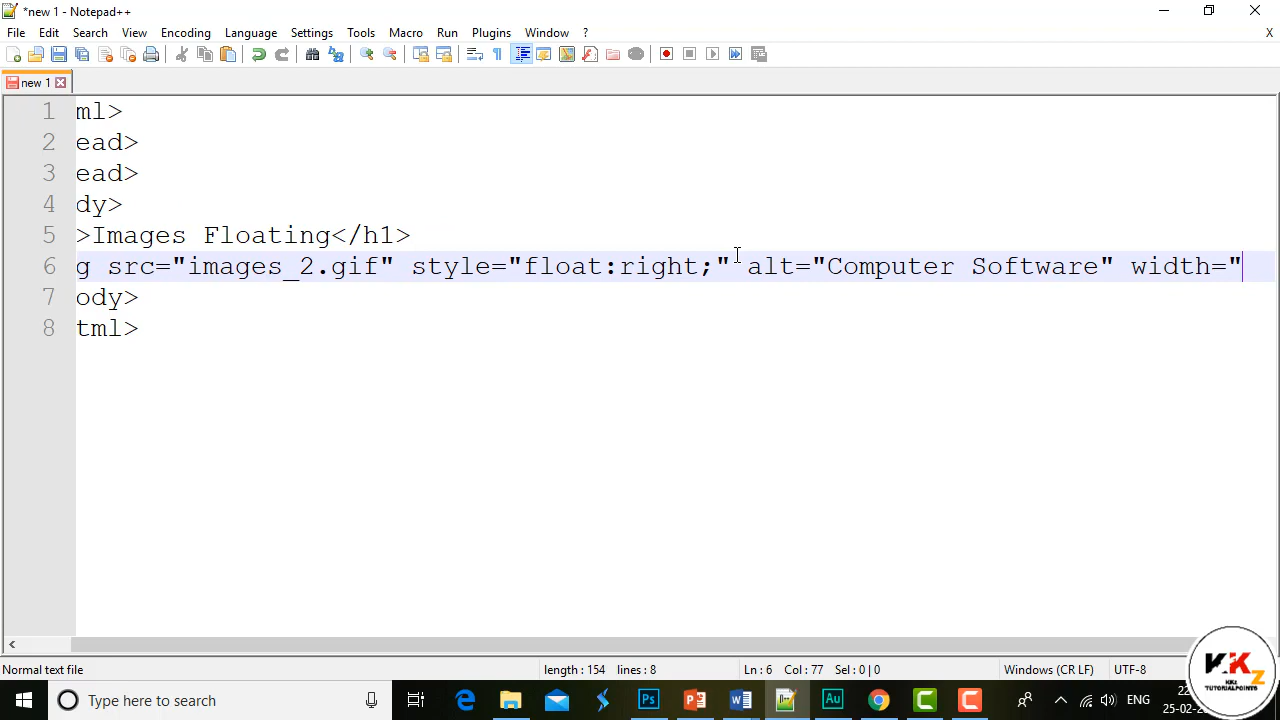 *new 1 - Notepad++
File Edit Search View Encoding Language Settings Tools Macro Run Plugins Window ? X
new 1
1 ml>
2 ead>
3 ead>
4 dy>
5 >Images Floating</h1>
6 g src="images_2.gif" style="float:right;" alt="Computer Software" width="
7 ody>
8 tml>
Normal text file length : 154 lines : 8 Ln : 6 Col : 77 Sel : 0 | 0 Windows (CR LF) UTF-8
Type here to search ENG 22
25-02-
KKz
TUTORIALPOINTS